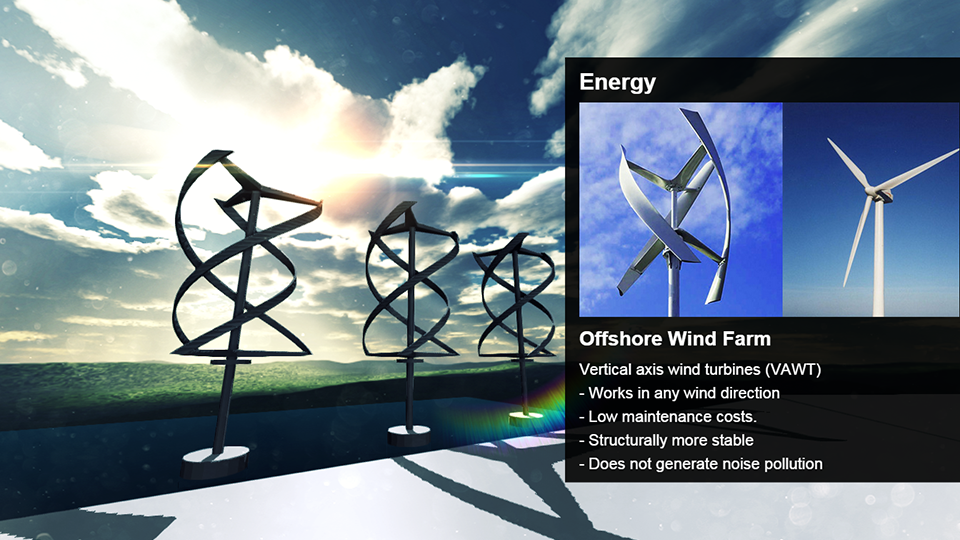 Energy
Offshore Wind Farm
Vertical axis wind turbines (VAWT)
- Works in any wind direction
- Low maintenance costs.
- Structurally more stable
- Does not generate noise pollution